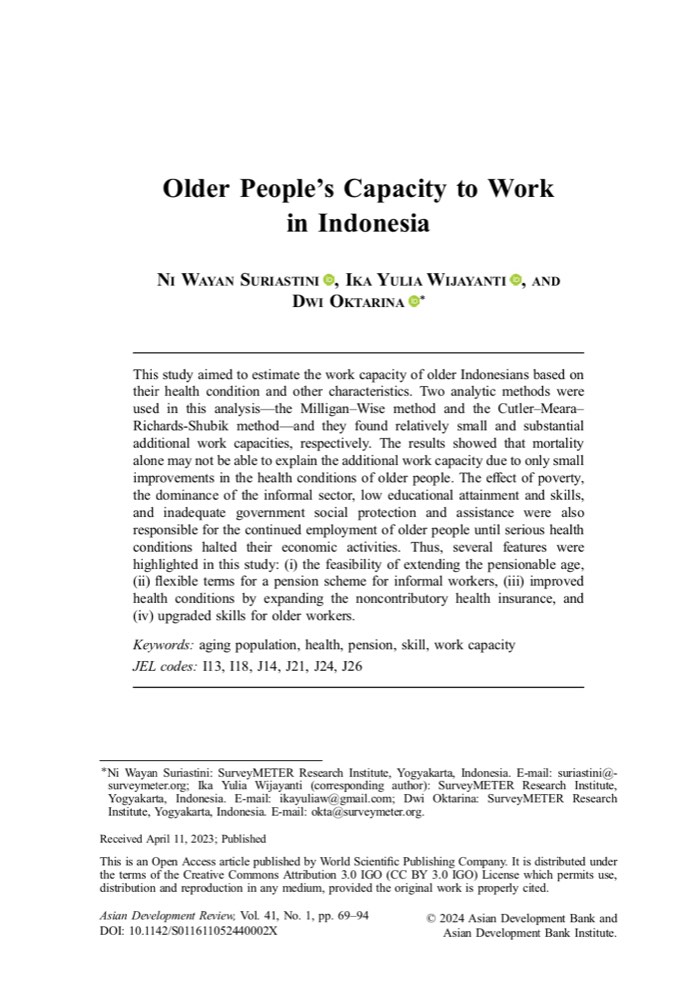 Older People's Capacity to Work
in Indonesia
NI WAYAN SURIASTINI, IKA YULIA WIJAYANTI, AND
DWI OKTARINA*
This study aimed to estimate the work capacity of older Indonesians based on
their health condition and other characteristics. Two analytic methods were
used in this analysis—the Milligan–Wise method and the Cutler–Meara–
Richards-Shubik method—and they found relatively small and substantial
additional work capacities, respectively. The results showed that mortality
alone may not be able to explain the additional work capacity due to only small
improvements in the health conditions of older people. The effect of poverty,
the dominance of the informal sector, low educational attainment and skills,
and inadequate government social protection and assistance were also
responsible for the continued employment of older people until serious health
conditions halted their economic activities. Thus, several features were
highlighted in this study: (i) the feasibility of extending the pensionable age,
(ii) flexible terms for a pension scheme for informal workers, (iii) improved
health conditions by expanding the noncontributory health insurance, and
(iv) upgraded skills for older workers.
Keywords: aging population, health, pension, skill, work capacity
JEL codes: I13, I18, J14, J21, J24, J26
*Ni Wayan Suriastini: SurveyMETER Research Institute, Yogyakarta, Indonesia. E-mail: suriastini@-
surveymeter.org; Ika Yulia Wijayanti (corresponding author): SurveyMETER Research Institute,
Yogyakarta, Indonesia. E-mail: ikayuliaw@gmail.com; Dwi Oktarina: SurveyMETER Research
Institute, Yogyakarta, Indonesia. E-mail: okta@surveymeter.org.
Received April 11, 2023; Published
This is an Open Access article published by World Scientific Publishing Company. It is distributed under
the terms of the Creative Commons Attribution 3.0 IGO (CC BY 3.0 IGO) License which permits use,
distribution and reproduction in any medium, provided the original work is properly cited.
Asian Development Review, Vol. 41, No. 1, pp. 69–94
DOI: 10.1142/S011611052440002X
© 2024 Asian Development Bank and
Asian Development Bank Institute.